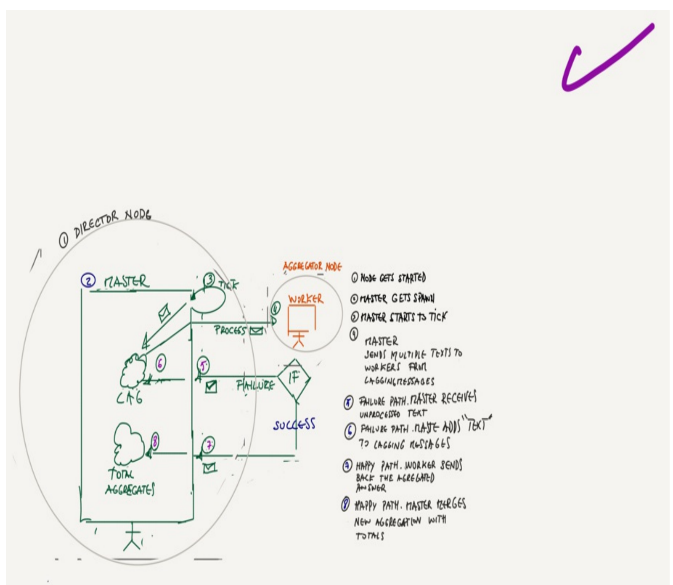 ① DIRECTOR NODE
② MASTER
③ TICK
AGGREGATOR NODE
④
WORKER
PROCESS
⑥
⑤
LAG
FAILURE
IF
SUCCESS
⑧
⑦
TOTAL
AGGREGATES
① NODE GETS STARTED
② MASTER GETS SPAWN
③ MASTER STARTS TO TICK
④ MASTER
SENDS MULTIPLE TEXTS TO
WORKERS FROM
LAGGINGMESSAGES
⑤ FAILURE PATH. MASTER RECEIVES
UNPROCESSED TEXT
⑥ FAILURE PATH. MASTE ADDS "TEXT"
TO LAGGING MESSAGES
⑦ HAPPY PATH. WORKER SENDS
BACK THE AGREGATED
ANSWER
⑧ HAPPY PATH. MASTER MERGES
NEW AGGREGATION WITH
TOTALS